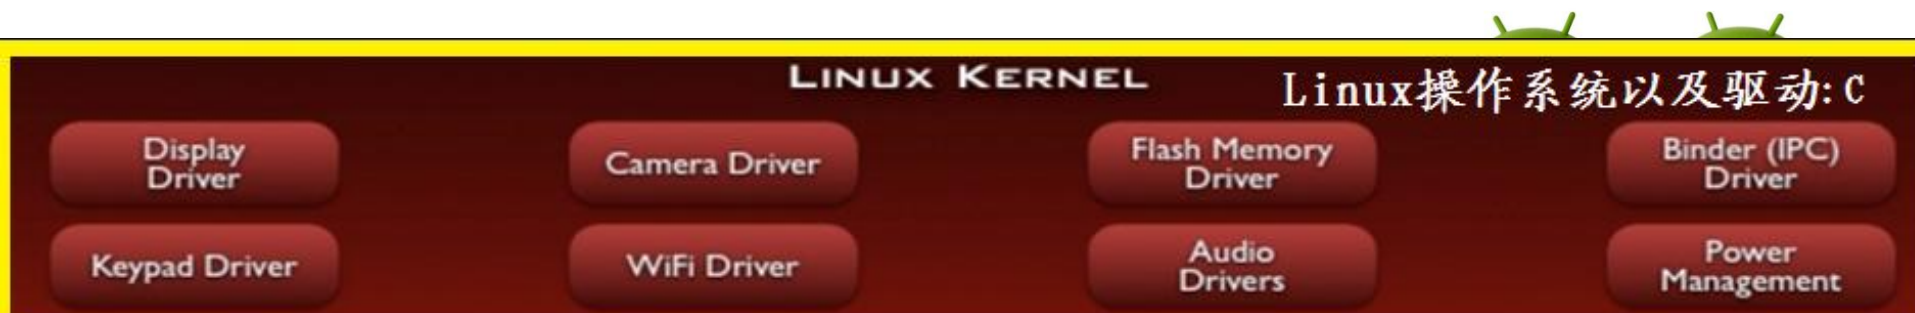 LINUX KERNEL
Linux操作系统以及驱动:C
Display
Driver
Camera Driver
Flash Memory
Driver
Binder (IPC)
Driver
Keypad Driver
WiFi Driver
Audio
Drivers
Power
Management